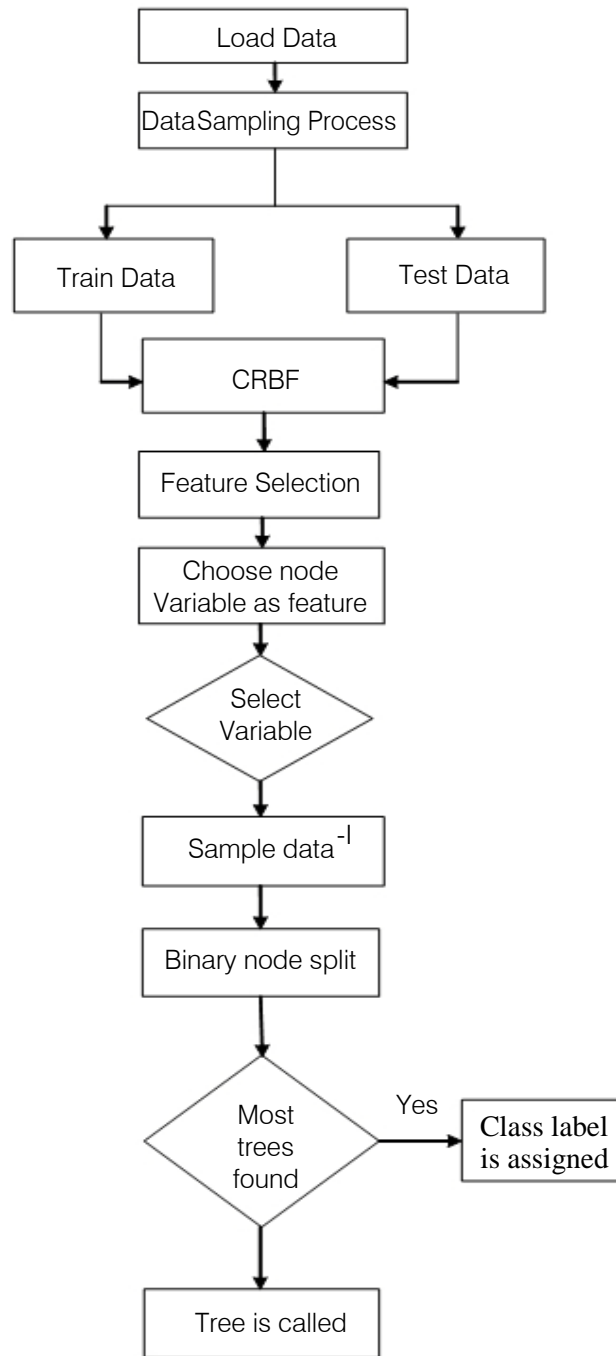 Load Data
DataSampling Process
Train Data
Test Data
CRBF
Feature Selection
Choose node
Variable as feature
Select
Variable
Sample data-I
Binary node split
Most
trees
found
Yes
Class label
is assigned
Tree is called